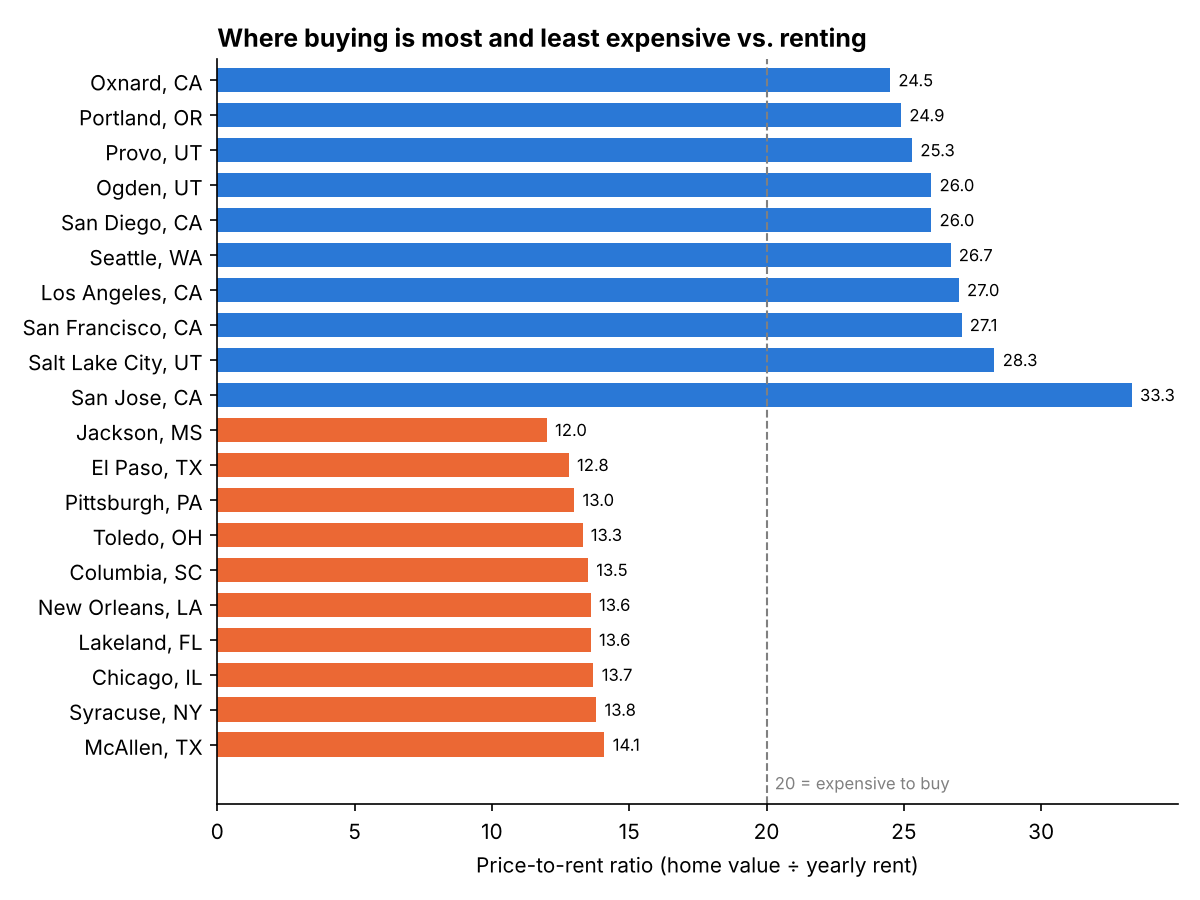 Where buying is most and least expensive vs. renting
Oxnard, CA 24.5
Portland, OR 24.9
Provo, UT 25.3
Ogden, UT 26.0
San Diego, CA 26.0
Seattle, WA 26.7
Los Angeles, CA 27.0
San Francisco, CA 27.1
Salt Lake City, UT 28.3
San Jose, CA 33.3
Jackson, MS 12.0
El Paso, TX 12.8
Pittsburgh, PA 13.0
Toledo, OH 13.3
Columbia, SC 13.5
New Orleans, LA 13.6
Lakeland, FL 13.6
Chicago, IL 13.7
Syracuse, NY 13.8
McAllen, TX 14.1
20 = expensive to buy
0 5 10 15 20 25 30
Price-to-rent ratio (home value ÷ yearly rent)